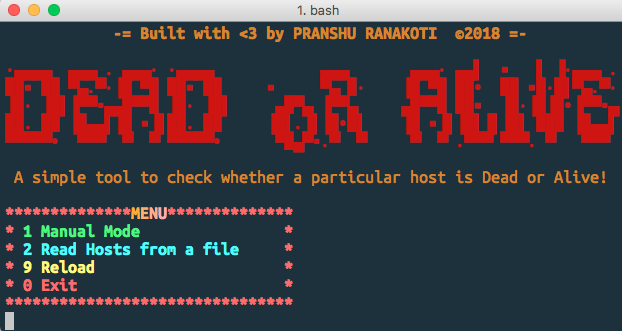 1. bash
-= Built with <3 by PRANSHU RANAKOTI  ©2018 =-
DEAD oR ALiVE
A simple tool to check whether a particular host is Dead or Alive!
**************MENU**************
* 1 Manual Mode                *
* 2 Read Hosts from a file     *
* 9 Reload                     *
* 0 Exit                       *
********************************